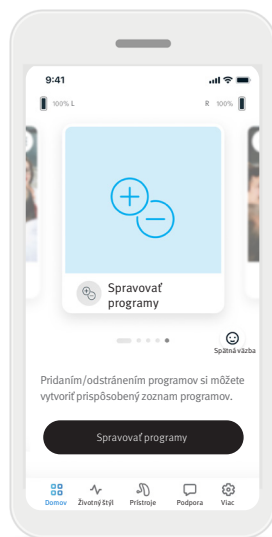 9:41
100% L
R 100%
Spravovať
programy
Spätná väzba
Pridaním/odstránením programov si môžete
vytvoriť prispôsobený zoznam programov.
Spravovať programy
Domov Životný štýl Prístroje Podpora Viac